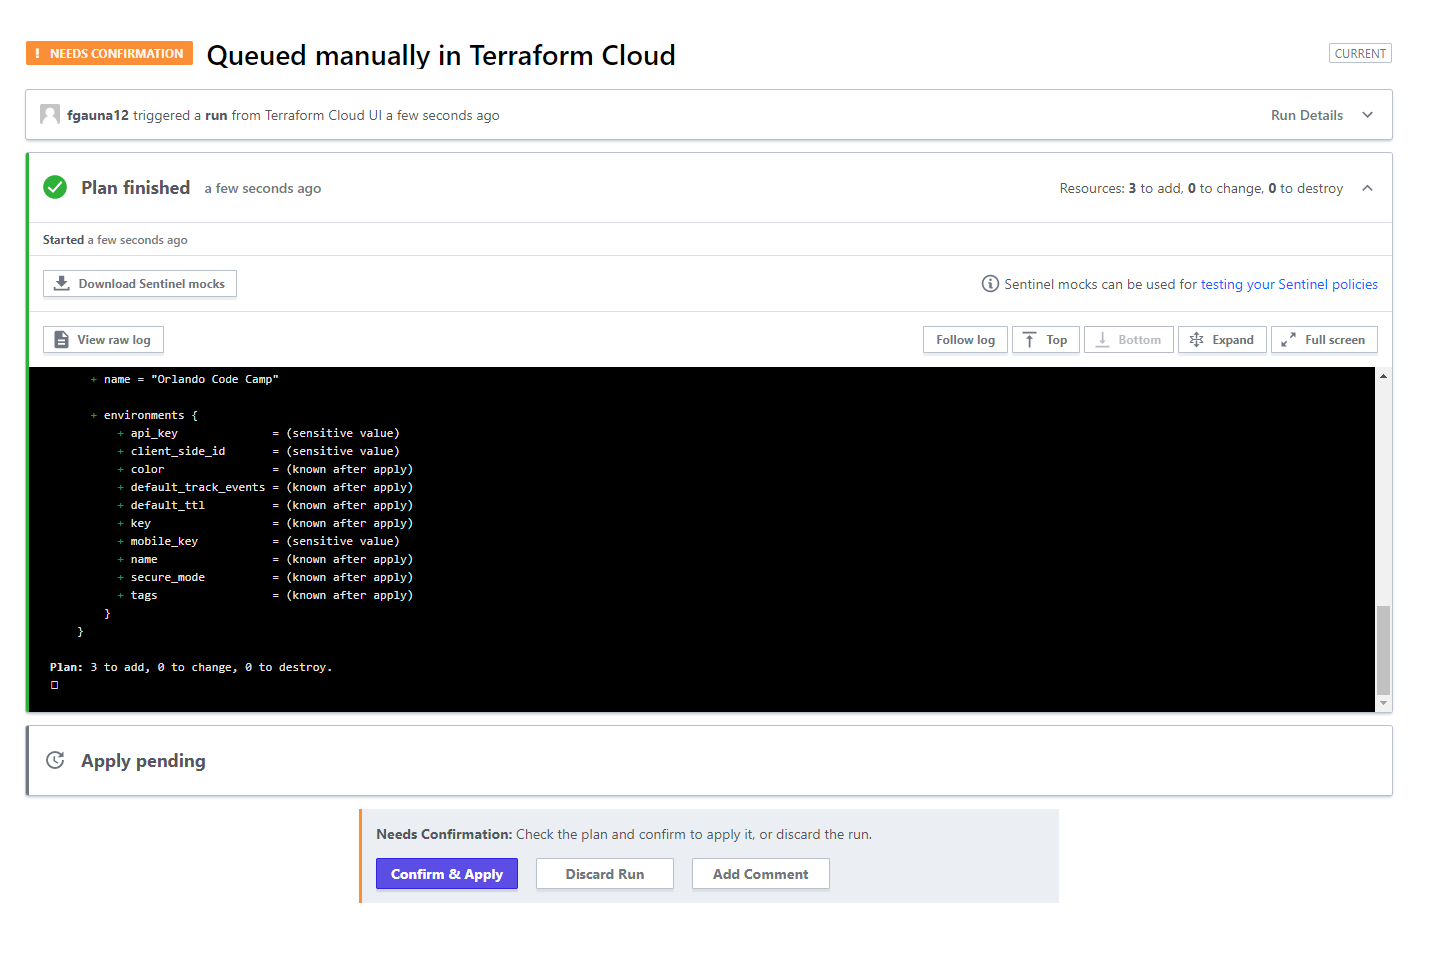 ! NEEDS CONFIRMATION Queued manually in Terraform Cloud CURRENT
fgauna12 triggered a run from Terraform Cloud UI a few seconds ago Run Details
Plan finished a few seconds ago Resources: 3 to add, 0 to change, 0 to destroy
Started a few seconds ago
Download Sentinel mocks Sentinel mocks can be used for testing your Sentinel policies
View raw log Follow log Top Bottom Expand Full screen
+ name = "Orlando Code Camp"
+ environments {
+ api_key = (sensitive value)
+ client_side_id = (sensitive value)
+ color = (known after apply)
+ default_track_events = (known after apply)
+ default_ttl = (known after apply)
+ key = (known after apply)
+ mobile_key = (sensitive value)
+ name = (known after apply)
+ secure_mode = (known after apply)
+ tags = (known after apply)
}
}
Plan: 3 to add, 0 to change, 0 to destroy.
Apply pending
Needs Confirmation: Check the plan and confirm to apply it, or discard the run.
Confirm & Apply Discard Run Add Comment